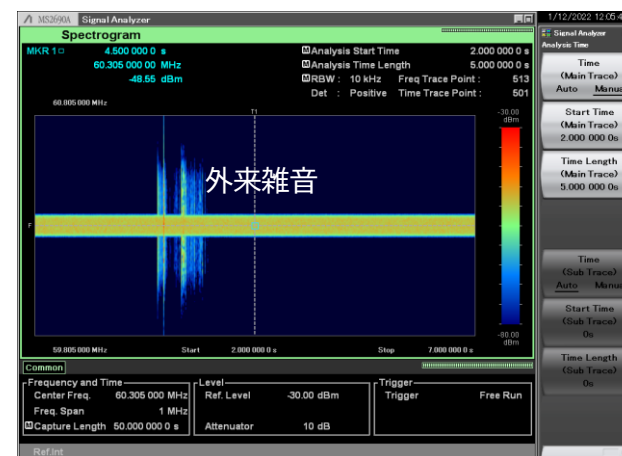 MS2690A Signal Analyzer
1/12/2022 12:05:4
Spectrogram
MKR 1 4.500 000 0 s
60.305 000 00 MHz
-48.55 dBm
Analysis Start Time 2.000 000 0 s
Analysis Time Length 5.000 000 0 s
RBW : 10 kHz Freq Trace Point : 513
Det : Positive Time Trace Point : 501
60.805 000 MHz
T1
-30.00
dBm
外来雑音
F
-90.00
dBm
59.805 000 MHz Start 2.000 000 0 s Stop 7.000 000 0 s
Common
Frequency and Time
Center Freq. 60.305 000 MHz
Freq. Span 1 MHz
Capture Length 50.000 000 0 s
Level
Ref. Level -30.00 dBm
Attenuator 10 dB
Trigger
Trigger Free Run
Ref.Int
Signal Analyzer
Analysis Time
Time
(Main Trace)
Auto Manua
Start Time
(Main Trace)
2.000 000 0s
Time Length
(Main Trace)
5.000 000 0s
Time
(Sub Trace)
Auto Manua
Start Time
(Sub Trace)
0s
Time Length
(Sub Trace)
0s